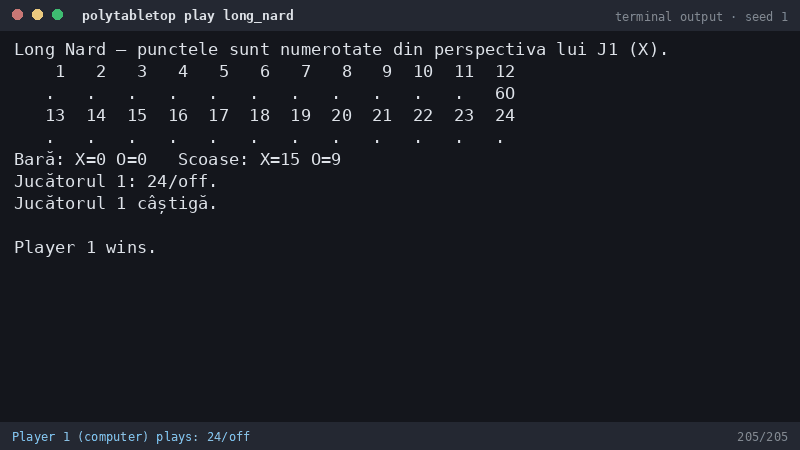 polytabletop play long_nard
terminal output · seed 1
Long Nard — punctele sunt numerotate din perspectiva lui J1 (X).
1 2 3 4 5 6 7 8 9 10 11 12
. . . . . . . . . . . 6O
13 14 15 16 17 18 19 20 21 22 23 24
. . . . . . . . . . . .
Bară: X=0 O=0 Scoase: X=15 O=9
Jucătorul 1: 24/off.
Jucătorul 1 câștigă.
Player 1 wins.
Player 1 (computer) plays: 24/off
205/205